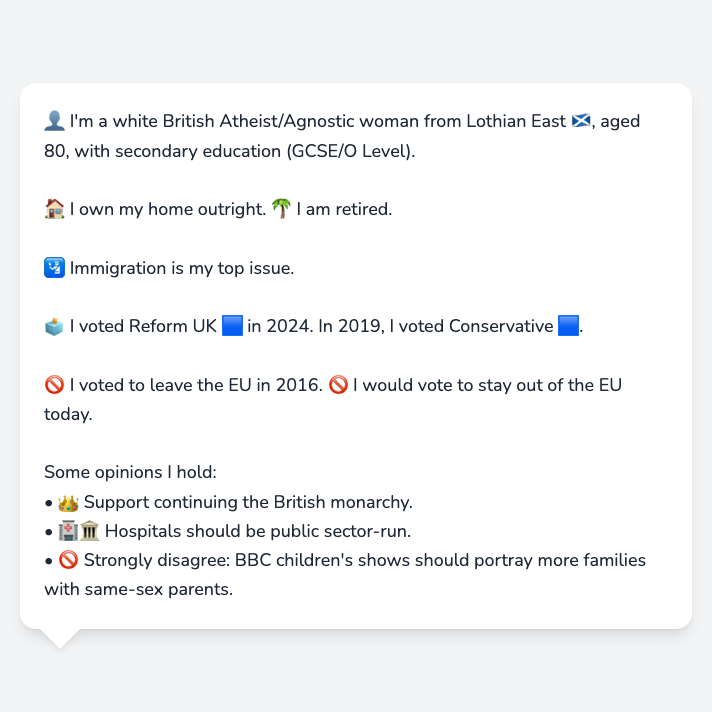 👤 I'm a white British Atheist/Agnostic woman from Lothian East 🏴󠁧󠁢󠁳󠁣󠁴󠁿, aged
80, with secondary education (GCSE/O Level).
🏠 I own my home outright. 🌴 I am retired.
🛂 Immigration is my top issue.
🗳️ I voted Reform UK 🟦 in 2024. In 2019, I voted Conservative 🟦.
🚫 I voted to leave the EU in 2016. 🚫 I would vote to stay out of the EU
today.
Some opinions I hold:
• 👑 Support continuing the British monarchy.
• 🏥🏛️ Hospitals should be public sector-run.
• 🚫 Strongly disagree: BBC children's shows should portray more families
with same-sex parents.